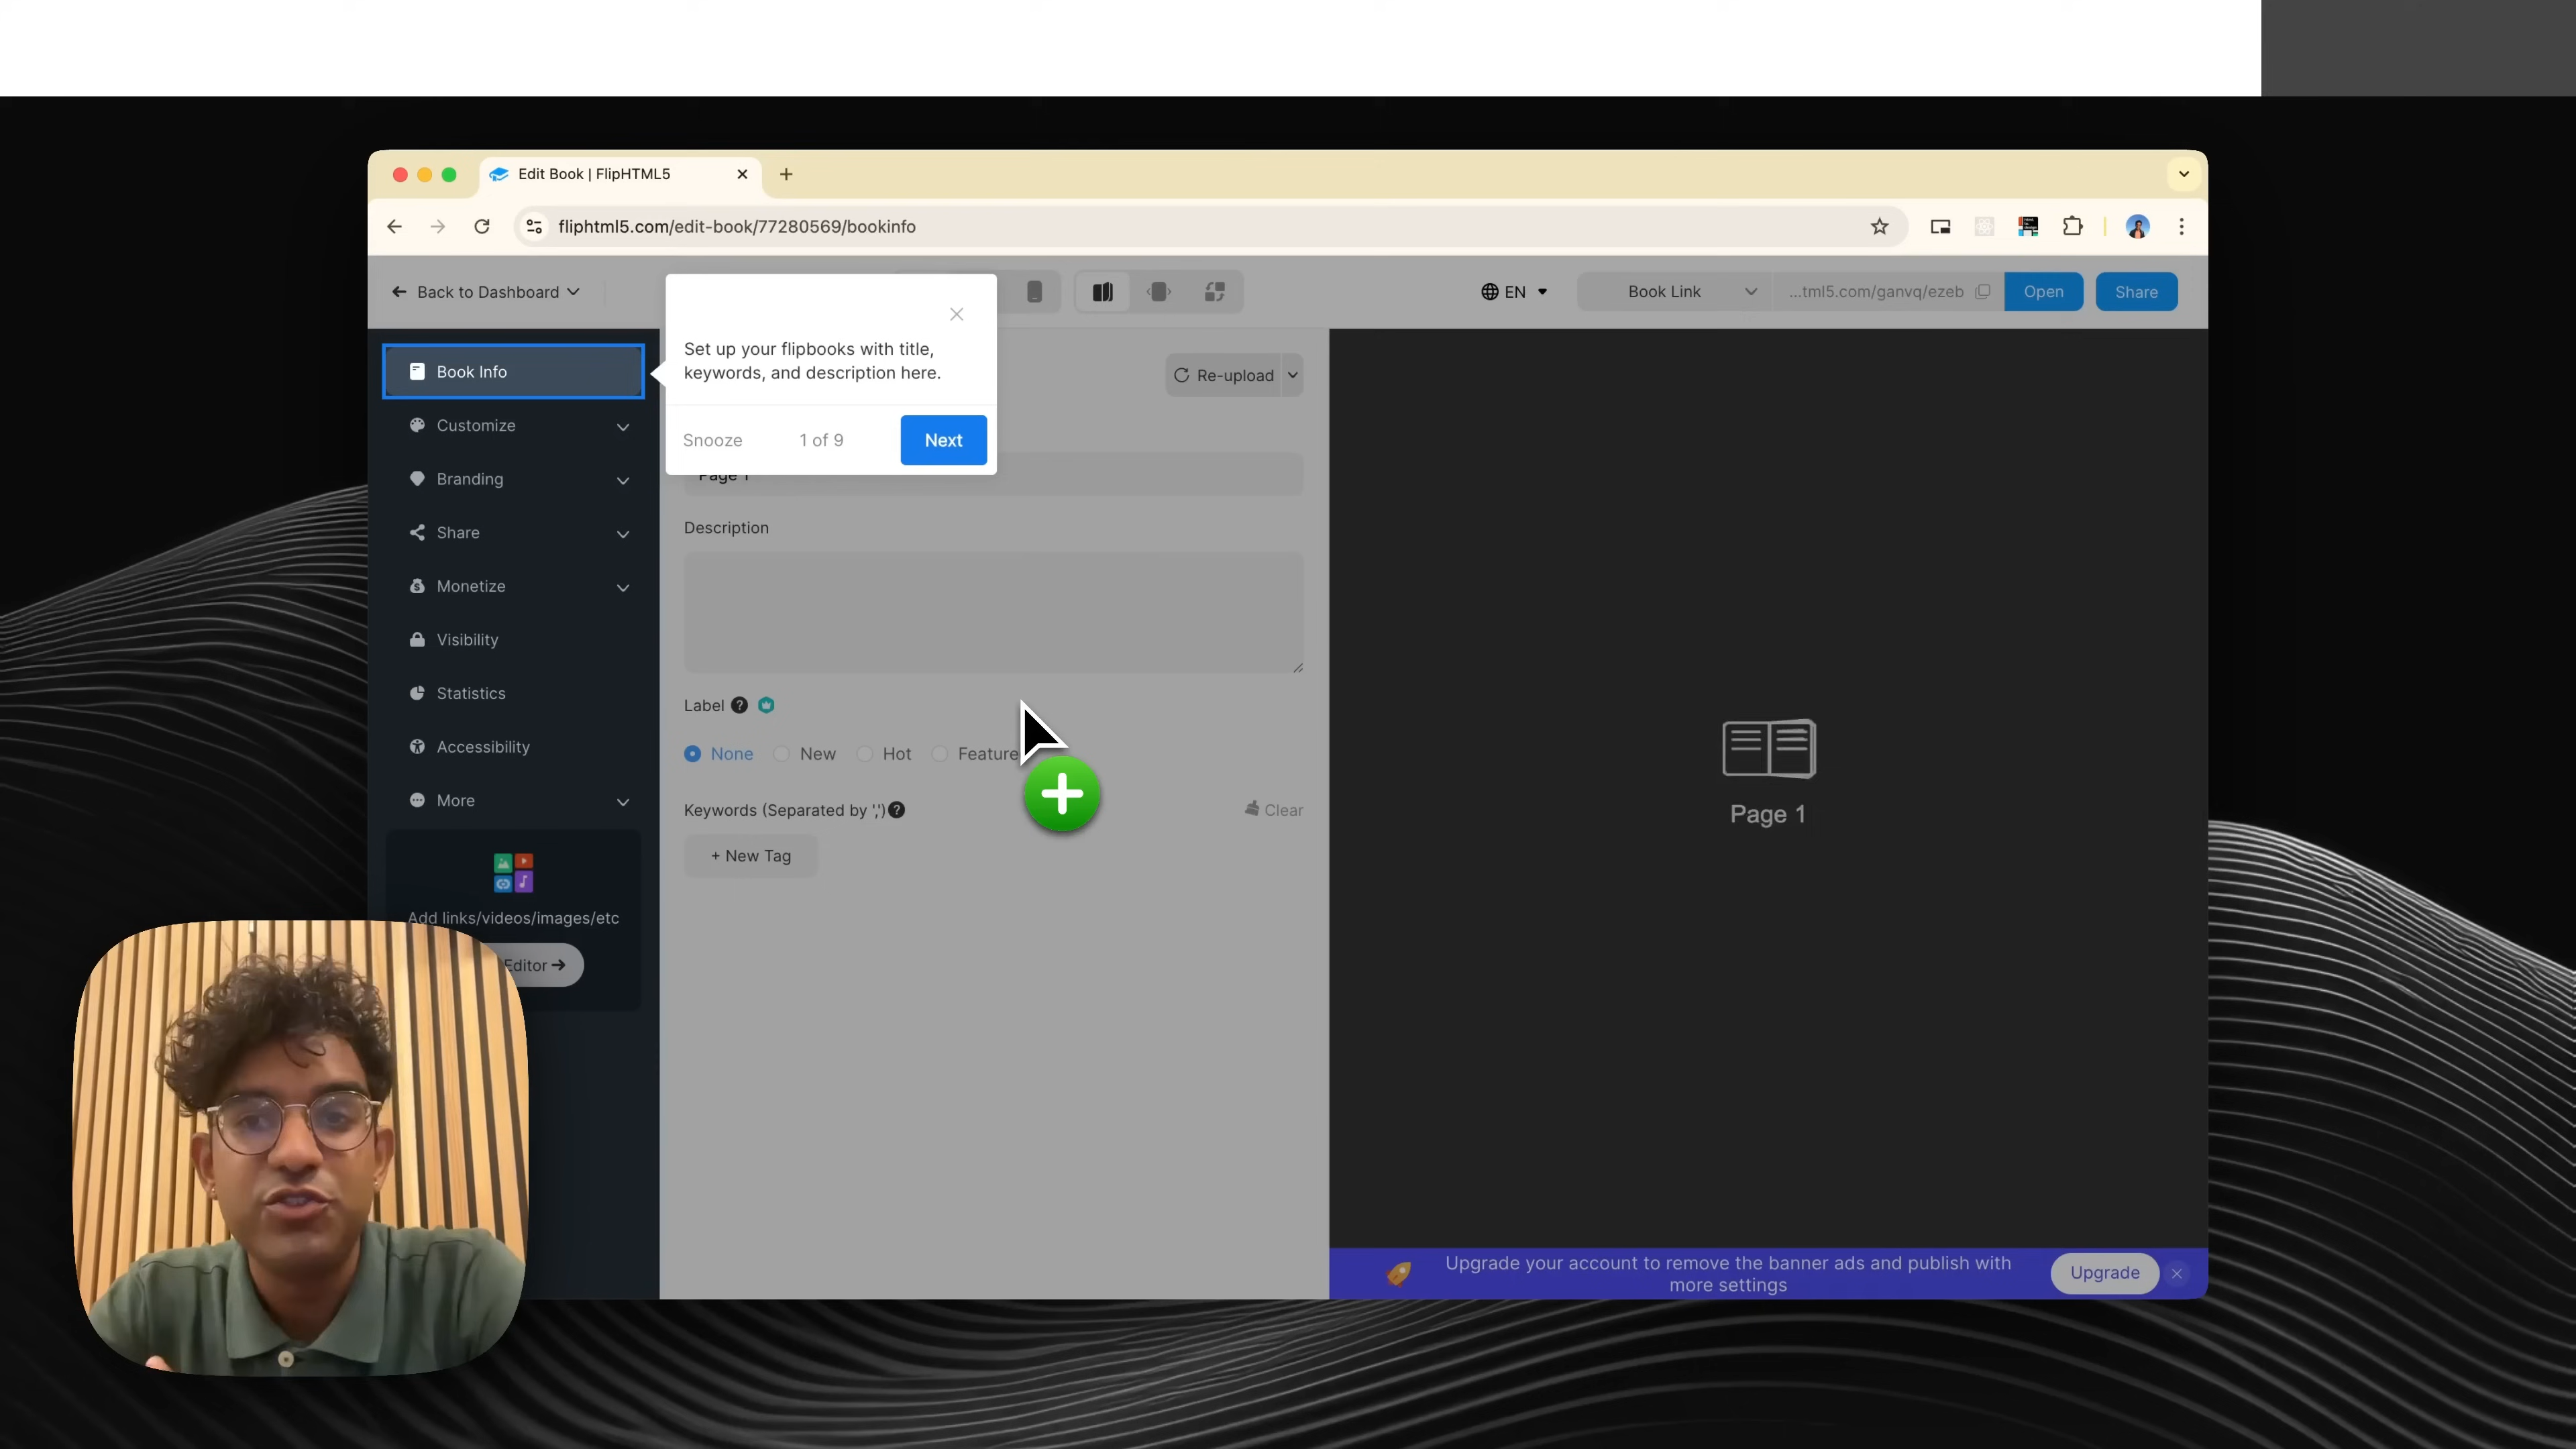 Edit Book | FlipHTML5
fliphtml5.com/edit-book/77280569/bookinfo
Back to Dashboard
EN
Book Link
...tml5.com/ganvq/ezeb
Open
Share
Book Info
Customize
Branding
Share
Monetize
Visibility
Statistics
Accessibility
More
Add links/videos/images/etc
Editor
Set up your flipbooks with title,
keywords, and description here.
Snooze
1 of 9
Next
Re-upload
Page 1
Description
Label
None
New
Hot
Feature
Keywords (Separated by ',')
Clear
+ New Tag
Page 1
Upgrade your account to remove the banner ads and publish with
more settings
Upgrade